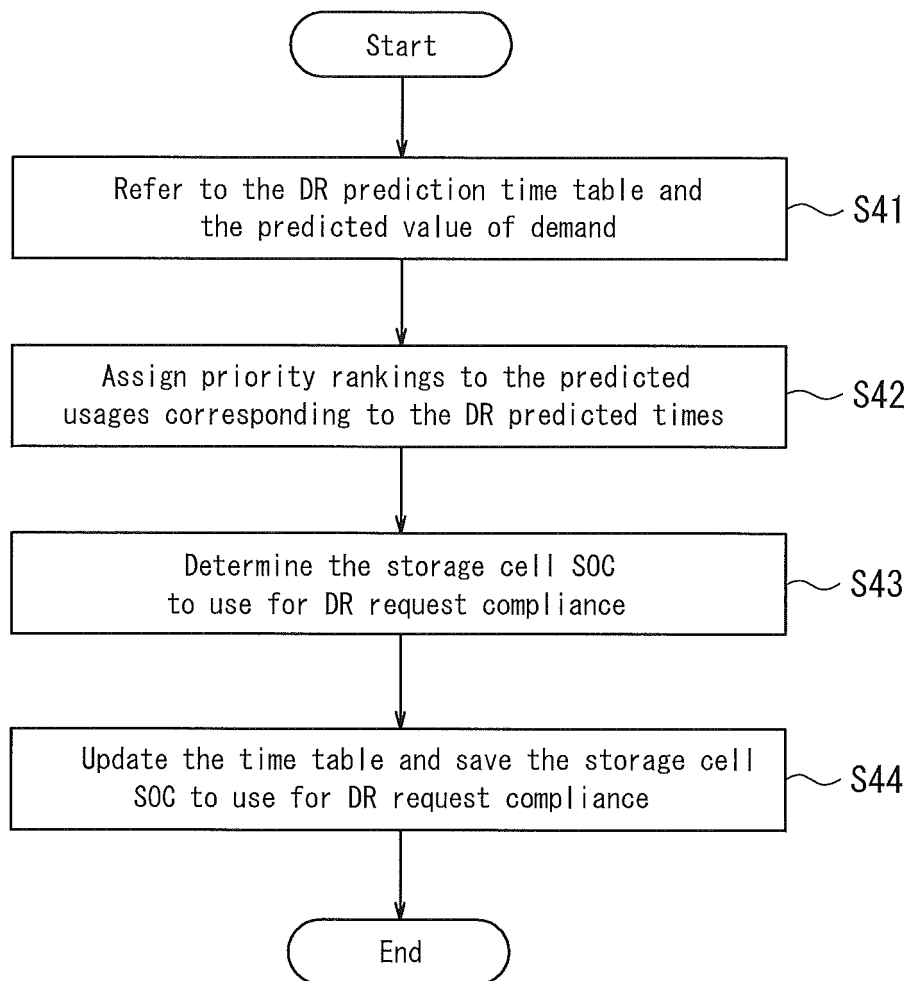 Start
Refer to the DR prediction time table and
the predicted value of demand
S41
Assign priority rankings to the predicted
usages corresponding to the DR predicted times
S42
Determine the storage cell SOC
to use for DR request compliance
S43
Update the time table and save the storage cell
SOC to use for DR request compliance
S44
End